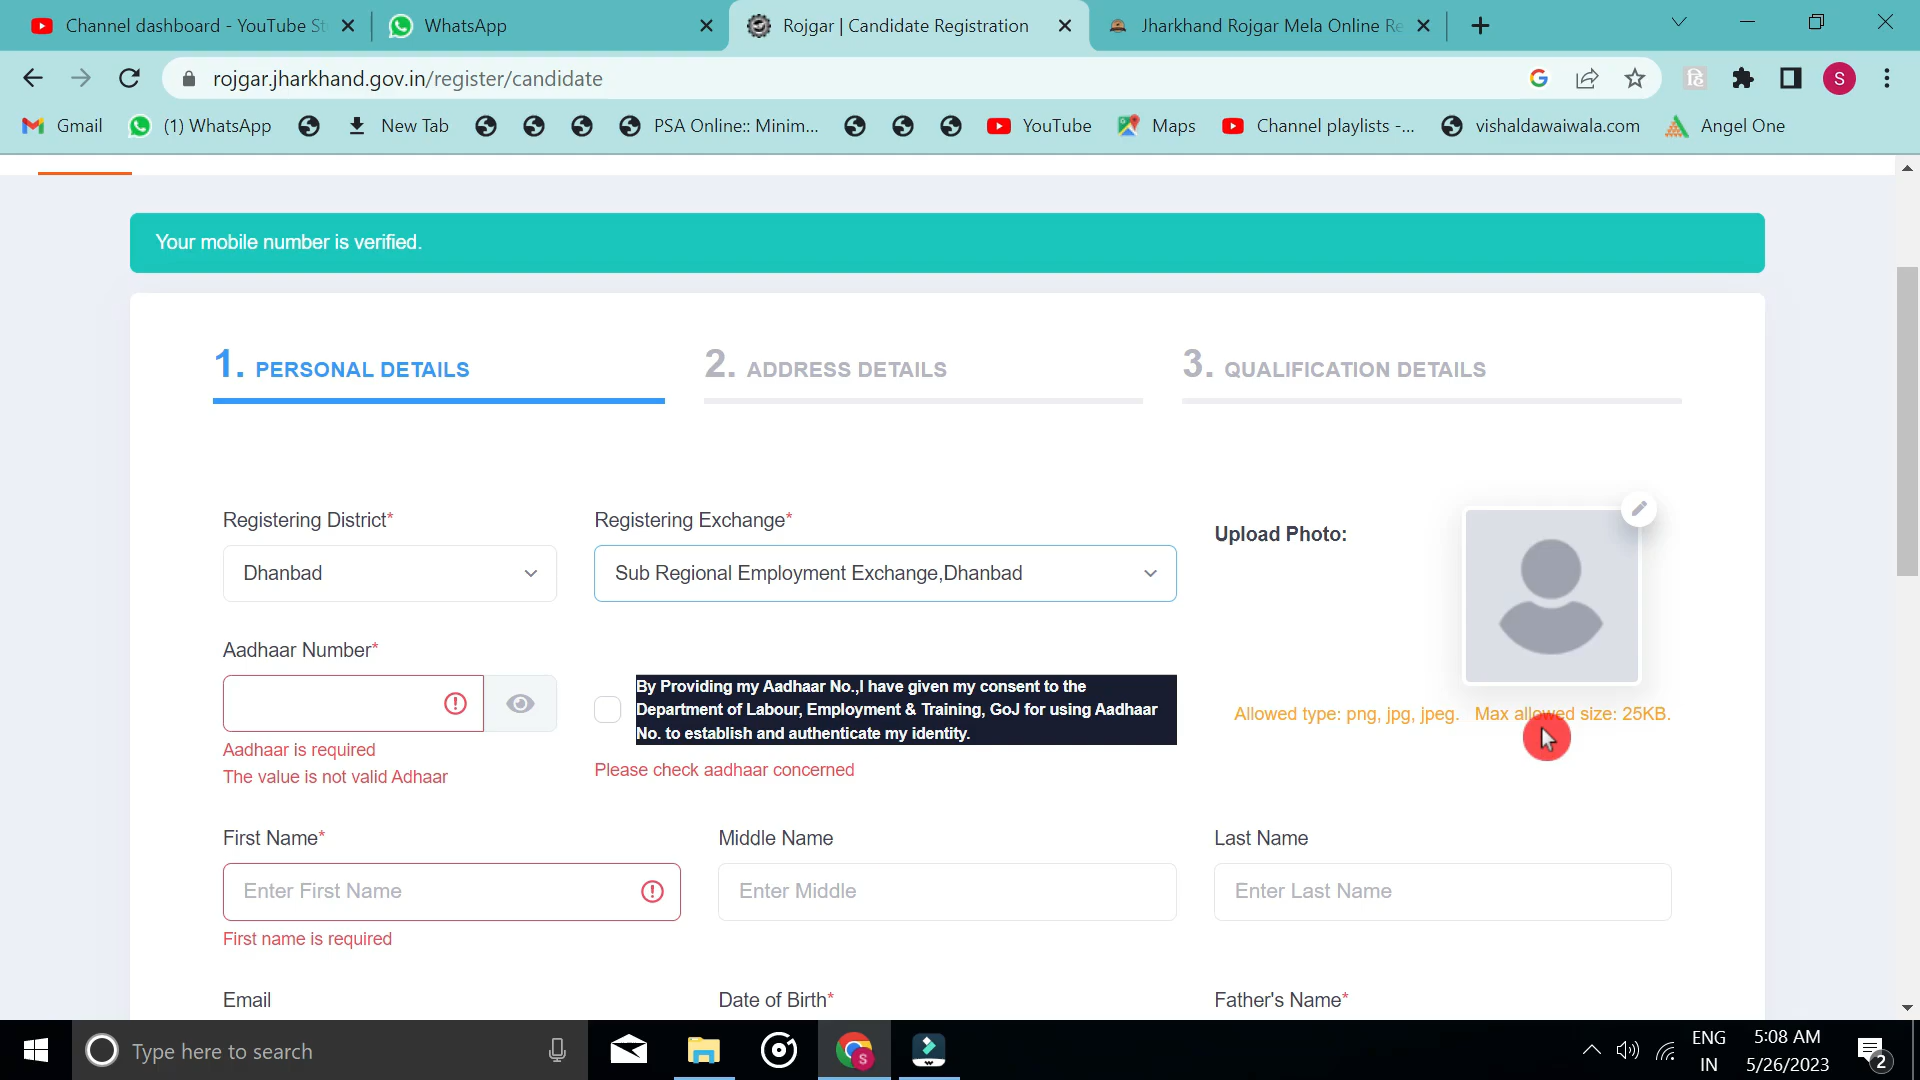 Channel dashboard - YouTube St
WhatsApp
Rojgar | Candidate Registration
Jharkhand Rojgar Mela Online Re
rojgar.jharkhand.gov.in/register/candidate
S
Gmail
(1) WhatsApp
New Tab
PSA Online:: Minim...
YouTube
Maps
Channel playlists -...
vishaldawaiwala.com
Angel One
Your mobile number is verified.
1. PERSONAL DETAILS
2. ADDRESS DETAILS
3. QUALIFICATION DETAILS
Registering District*
Registering Exchange*
Upload Photo:
Dhanbad
Sub Regional Employment Exchange,Dhanbad
Aadhaar Number*
By Providing my Aadhaar No.,I have given my consent to the
Department of Labour, Employment & Training, GoJ for using Aadhaar
No. to establish and authenticate my identity.
Allowed type: png, jpg, jpeg. Max allowed size: 25KB.
Aadhaar is required
The value is not valid Adhaar
Please check aadhaar concerned
First Name*
Middle Name
Last Name
Enter First Name
Enter Middle
Enter Last Name
First name is required
Email
Date of Birth*
Father's Name*
Type here to search
S
ENG
IN
5:08 AM
5/26/2023
2